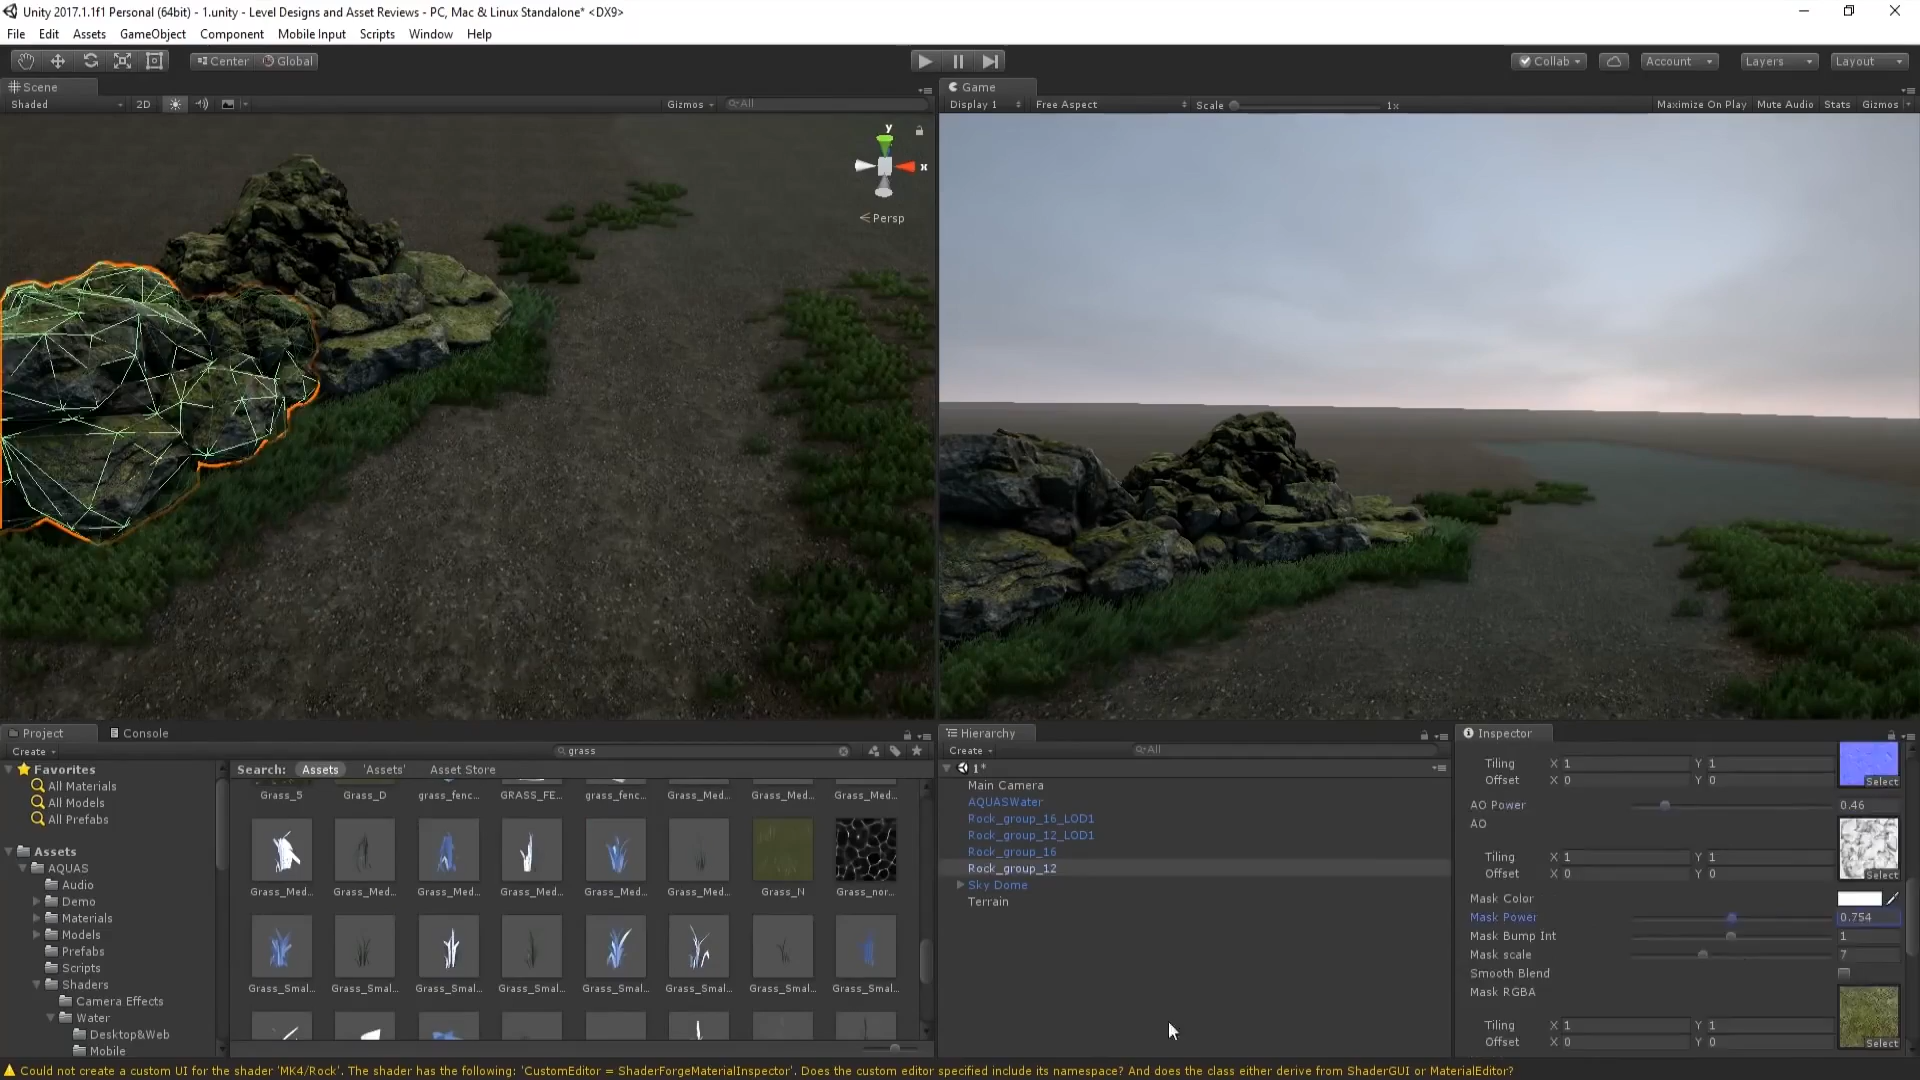 Unity 2017.1.1f1 Personal (64bit) - 1.unity - Level Designs and Asset Reviews - PC, Mac & Linux Standalone* <DX9>
File Edit Assets GameObject Component Mobile Input Scripts Window Help
Center Global Collab Account Layers Layout
Scene
Shaded 2D Gizmos All
y
x
Persp
Game
Display 1 Free Aspect Scale 1x Maximize On Play Mute Audio Stats Gizmos
Project Console
Create grass
Favorites
All Materials
All Models
All Prefabs
Assets
AQUAS
Audio
Demo
Materials
Models
Prefabs
Scripts
Shaders
Camera Effects
Water
Desktop&Web
Mobile
Search: Assets 'Assets' Asset Store
Grass_5 Grass_D grass_fenc... GRASS_FE... grass_fenc... Grass_Med... Grass_Med... Grass_Med...
Grass_Med... Grass_Med... Grass_Med... Grass_Med... Grass_Med... Grass_Med... Grass_N Grass_nor...
Grass_Smal... Grass_Smal... Grass_Smal... Grass_Smal... Grass_Smal... Grass_Smal... Grass_Smal... Grass_Smal...
Hierarchy
Create All
1*
Main Camera
AQUASWater
Rock_group_16_LOD1
Rock_group_12_LOD1
Rock_group_16
Rock_group_12
Sky Dome
Terrain
Inspector
Tiling X 1 Y 1
Offset X 0 Y 0
Select
AO Power 0.46
AO
Tiling X 1 Y 1
Offset X 0 Y 0
Select
Mask Color
Mask Power 0.754
Mask Bump Int 1
Mask scale 7
Smooth Blend
Mask RGBA
Tiling X 1 Y 1
Offset X 0 Y 0
Select
Could not create a custom UI for the shader 'MK4/Rock'. The shader has the following: 'CustomEditor = ShaderForgeMaterialInspector'. Does the custom editor specified include its namespace? And does the class either derive from ShaderGUI or MaterialEditor?